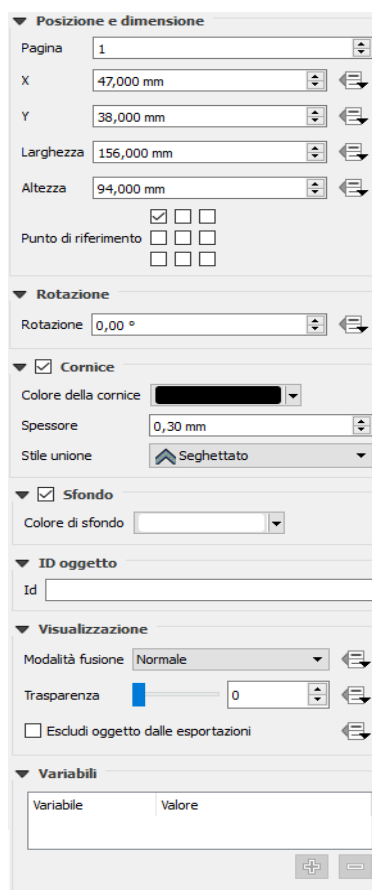 Posizione e dimensione
Pagina 1
X 47,000 mm
Y 38,000 mm
Larghezza 156,000 mm
Altezza 94,000 mm
Punto di riferimento
Rotazione
Rotazione 0,00 °
Cornice
Colore della cornice
Spessore 0,30 mm
Stile unione Seghettato
Sfondo
Colore di sfondo
ID oggetto
Id
Visualizzazione
Modalità fusione Normale
Trasparenza 0
Escludi oggetto dalle esportazioni
Variabili
Variabile Valore